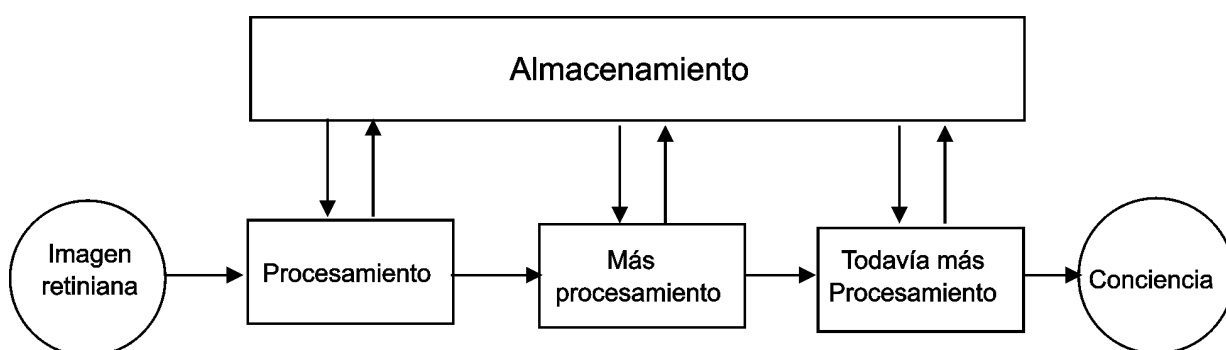 Almacenamiento
Imagen
retiniana
Procesamiento
Más
procesamiento
Todavía más
Procesamiento
Conciencia